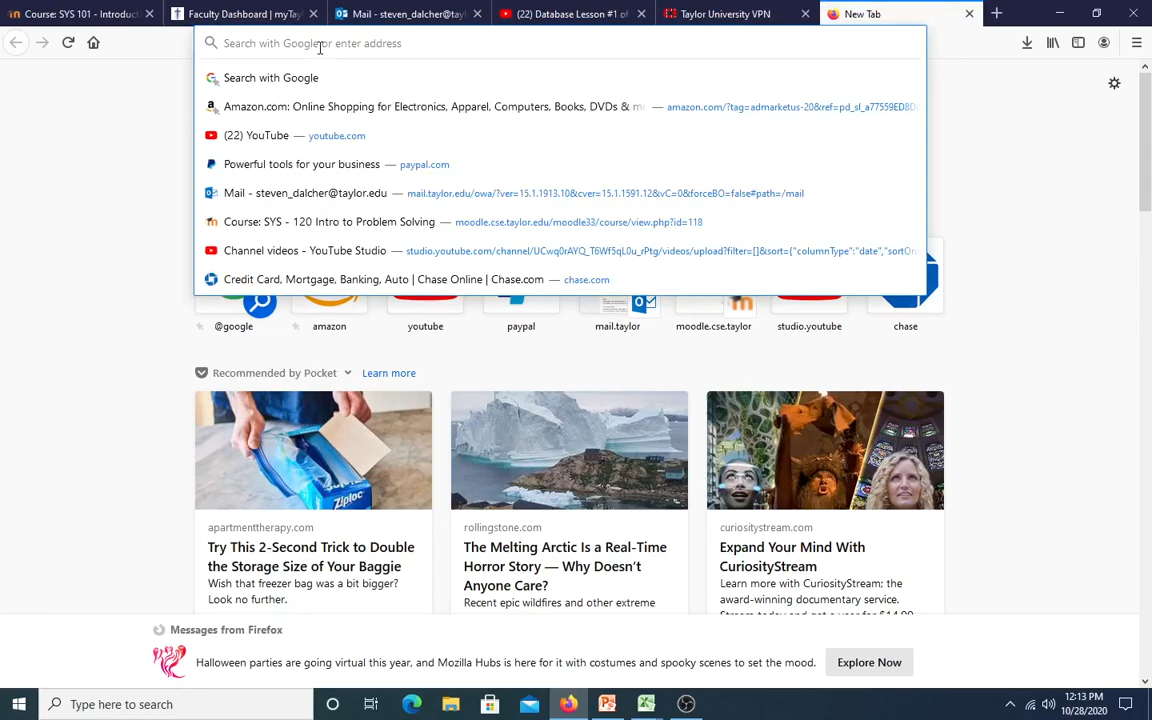 Course: SYS 101 - Introduct
Faculty Dashboard | myTay
Mail - steven_dalcher@tay
(22) Database Lesson #1 of
Taylor University VPN
New Tab
Search with Google or enter address
Search with Google
Amazon.com: Online Shopping for Electronics, Apparel, Computers, Books, DVDs & m — amazon.com/?tag=admarketus-20&ref=pd_sl_a77559ED8D
(22) YouTube — youtube.com
Powerful tools for your business — paypal.com
Mail - steven_dalcher@taylor.edu — mail.taylor.edu/owa/?ver=15.1.1913.10&cver=15.1.1591.12&vC=0&forceBO=false#path=/mail
Course: SYS - 120 Intro to Problem Solving — moodle.cse.taylor.edu/moodle33/course/view.php?id=118
Channel videos - YouTube Studio — studio.youtube.com/channel/UCwq0rAYQ_T6Wf5qL0u_rPtg/videos/upload?filter=[]&sort={"columnType":"date","sortOr
Credit Card, Mortgage, Banking, Auto | Chase Online | Chase.com — chase.com
@google
amazon
youtube
paypal
mail.taylor
moodle.cse.taylor
studio.youtube
chase
Recommended by Pocket
Learn more
Ziploc
apartmenttherapy.com
Try This 2-Second Trick to Double
the Storage Size of Your Baggie
Wish that freezer bag was a bit bigger?
Look no further.
rollingstone.com
The Melting Arctic Is a Real-Time
Horror Story — Why Doesn't
Anyone Care?
Recent epic wildfires and other extreme
curiositystream.com
Expand Your Mind With
CuriosityStream
Learn more with CuriosityStream; the
award-winning documentary service.
Stream today and get a year for $14.99
Messages from Firefox
Halloween parties are going virtual this year, and Mozilla Hubs is here for it with costumes and spooky scenes to set the mood.
Explore Now
Type here to search
12:13 PM
10/28/2020